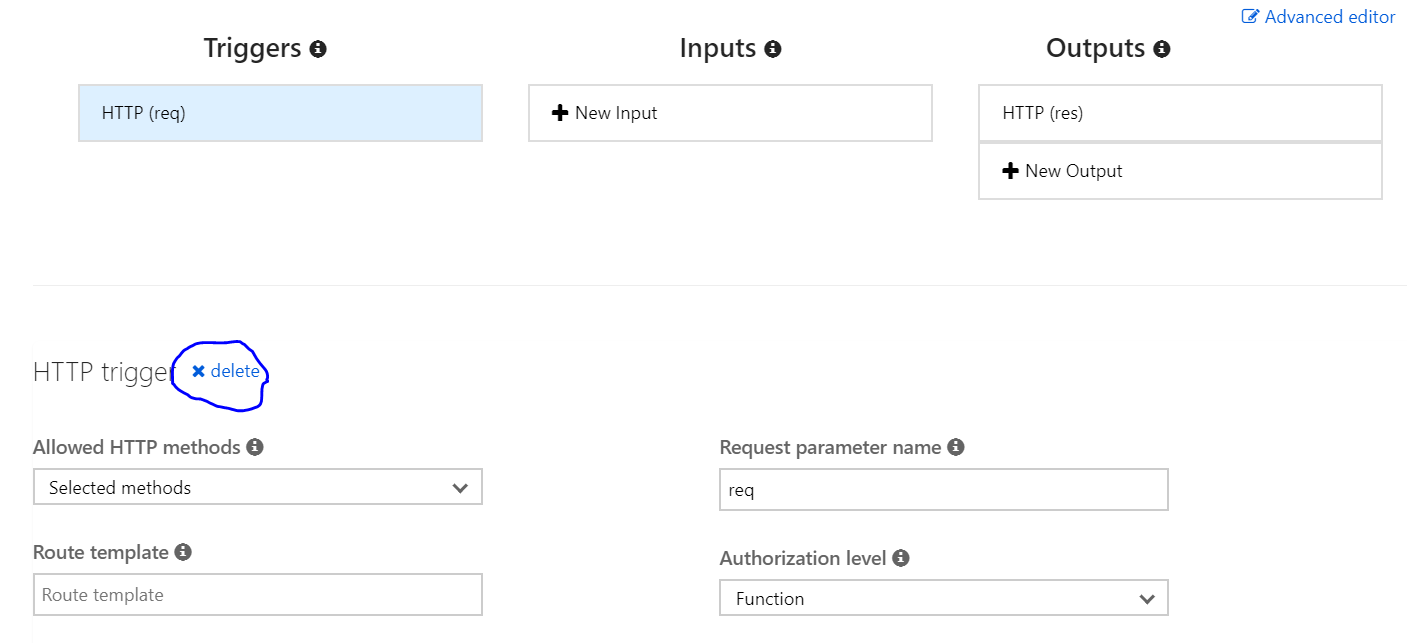 Advanced editor
Triggers
Inputs
Outputs
HTTP (req)
New Input
HTTP (res)
New Output
HTTP trigger
delete
Allowed HTTP methods
Request parameter name
Selected methods
req
Route template
Authorization level
Route template
Function